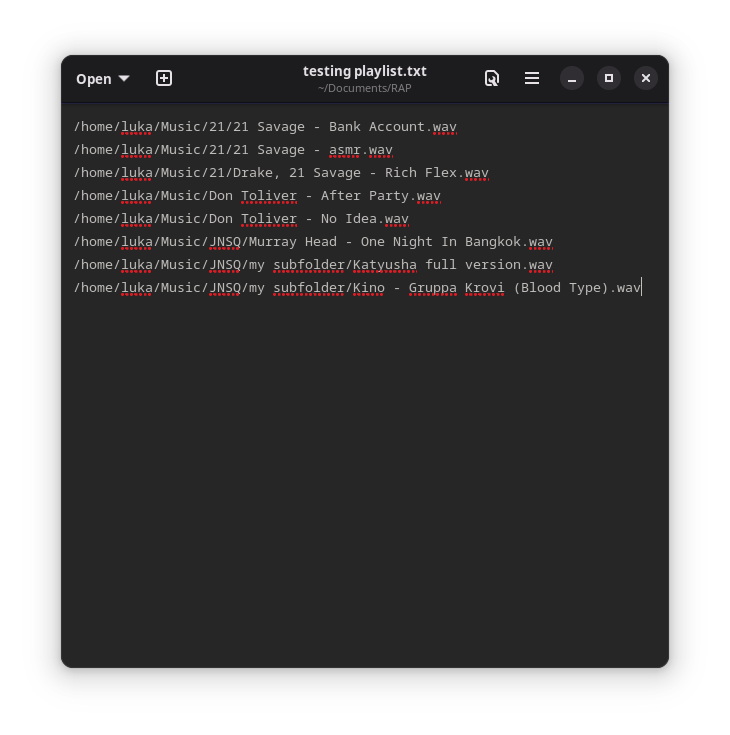 Open
testing playlist.txt
~/Documents/RAP
/home/luka/Music/21/21 Savage - Bank Account.wav
/home/luka/Music/21/21 Savage - asmr.wav
/home/luka/Music/21/Drake, 21 Savage - Rich Flex.wav
/home/luka/Music/Don Toliver - After Party.wav
/home/luka/Music/Don Toliver - No Idea.wav
/home/luka/Music/JNSQ/Murray Head - One Night In Bangkok.wav
/home/luka/Music/JNSQ/my subfolder/Katyusha full version.wav
/home/luka/Music/JNSQ/my subfolder/Kino - Gruppa Krovi (Blood Type).wav